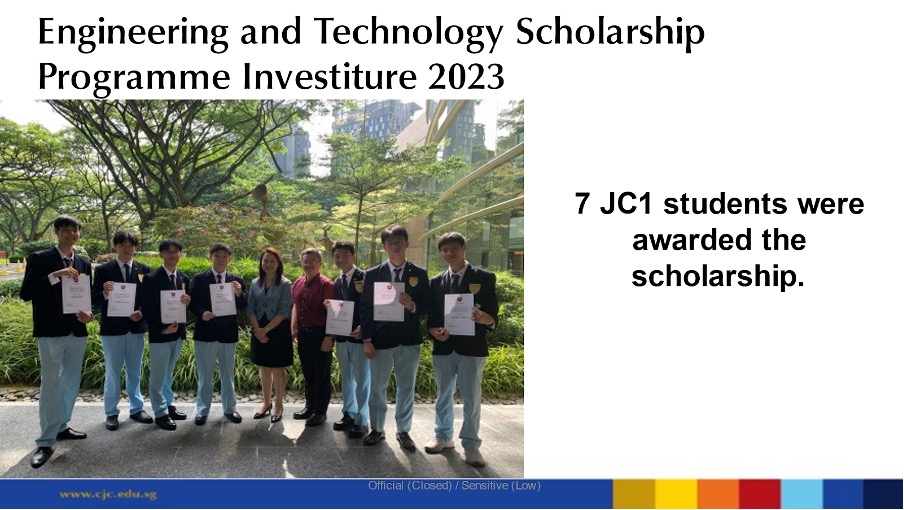 Engineering and Technology Scholarship
Programme Investiture 2023
7 JC1 students were
awarded the
scholarship.
Official (Closed) / Sensitive (Low)
www.cjc.edu.sg